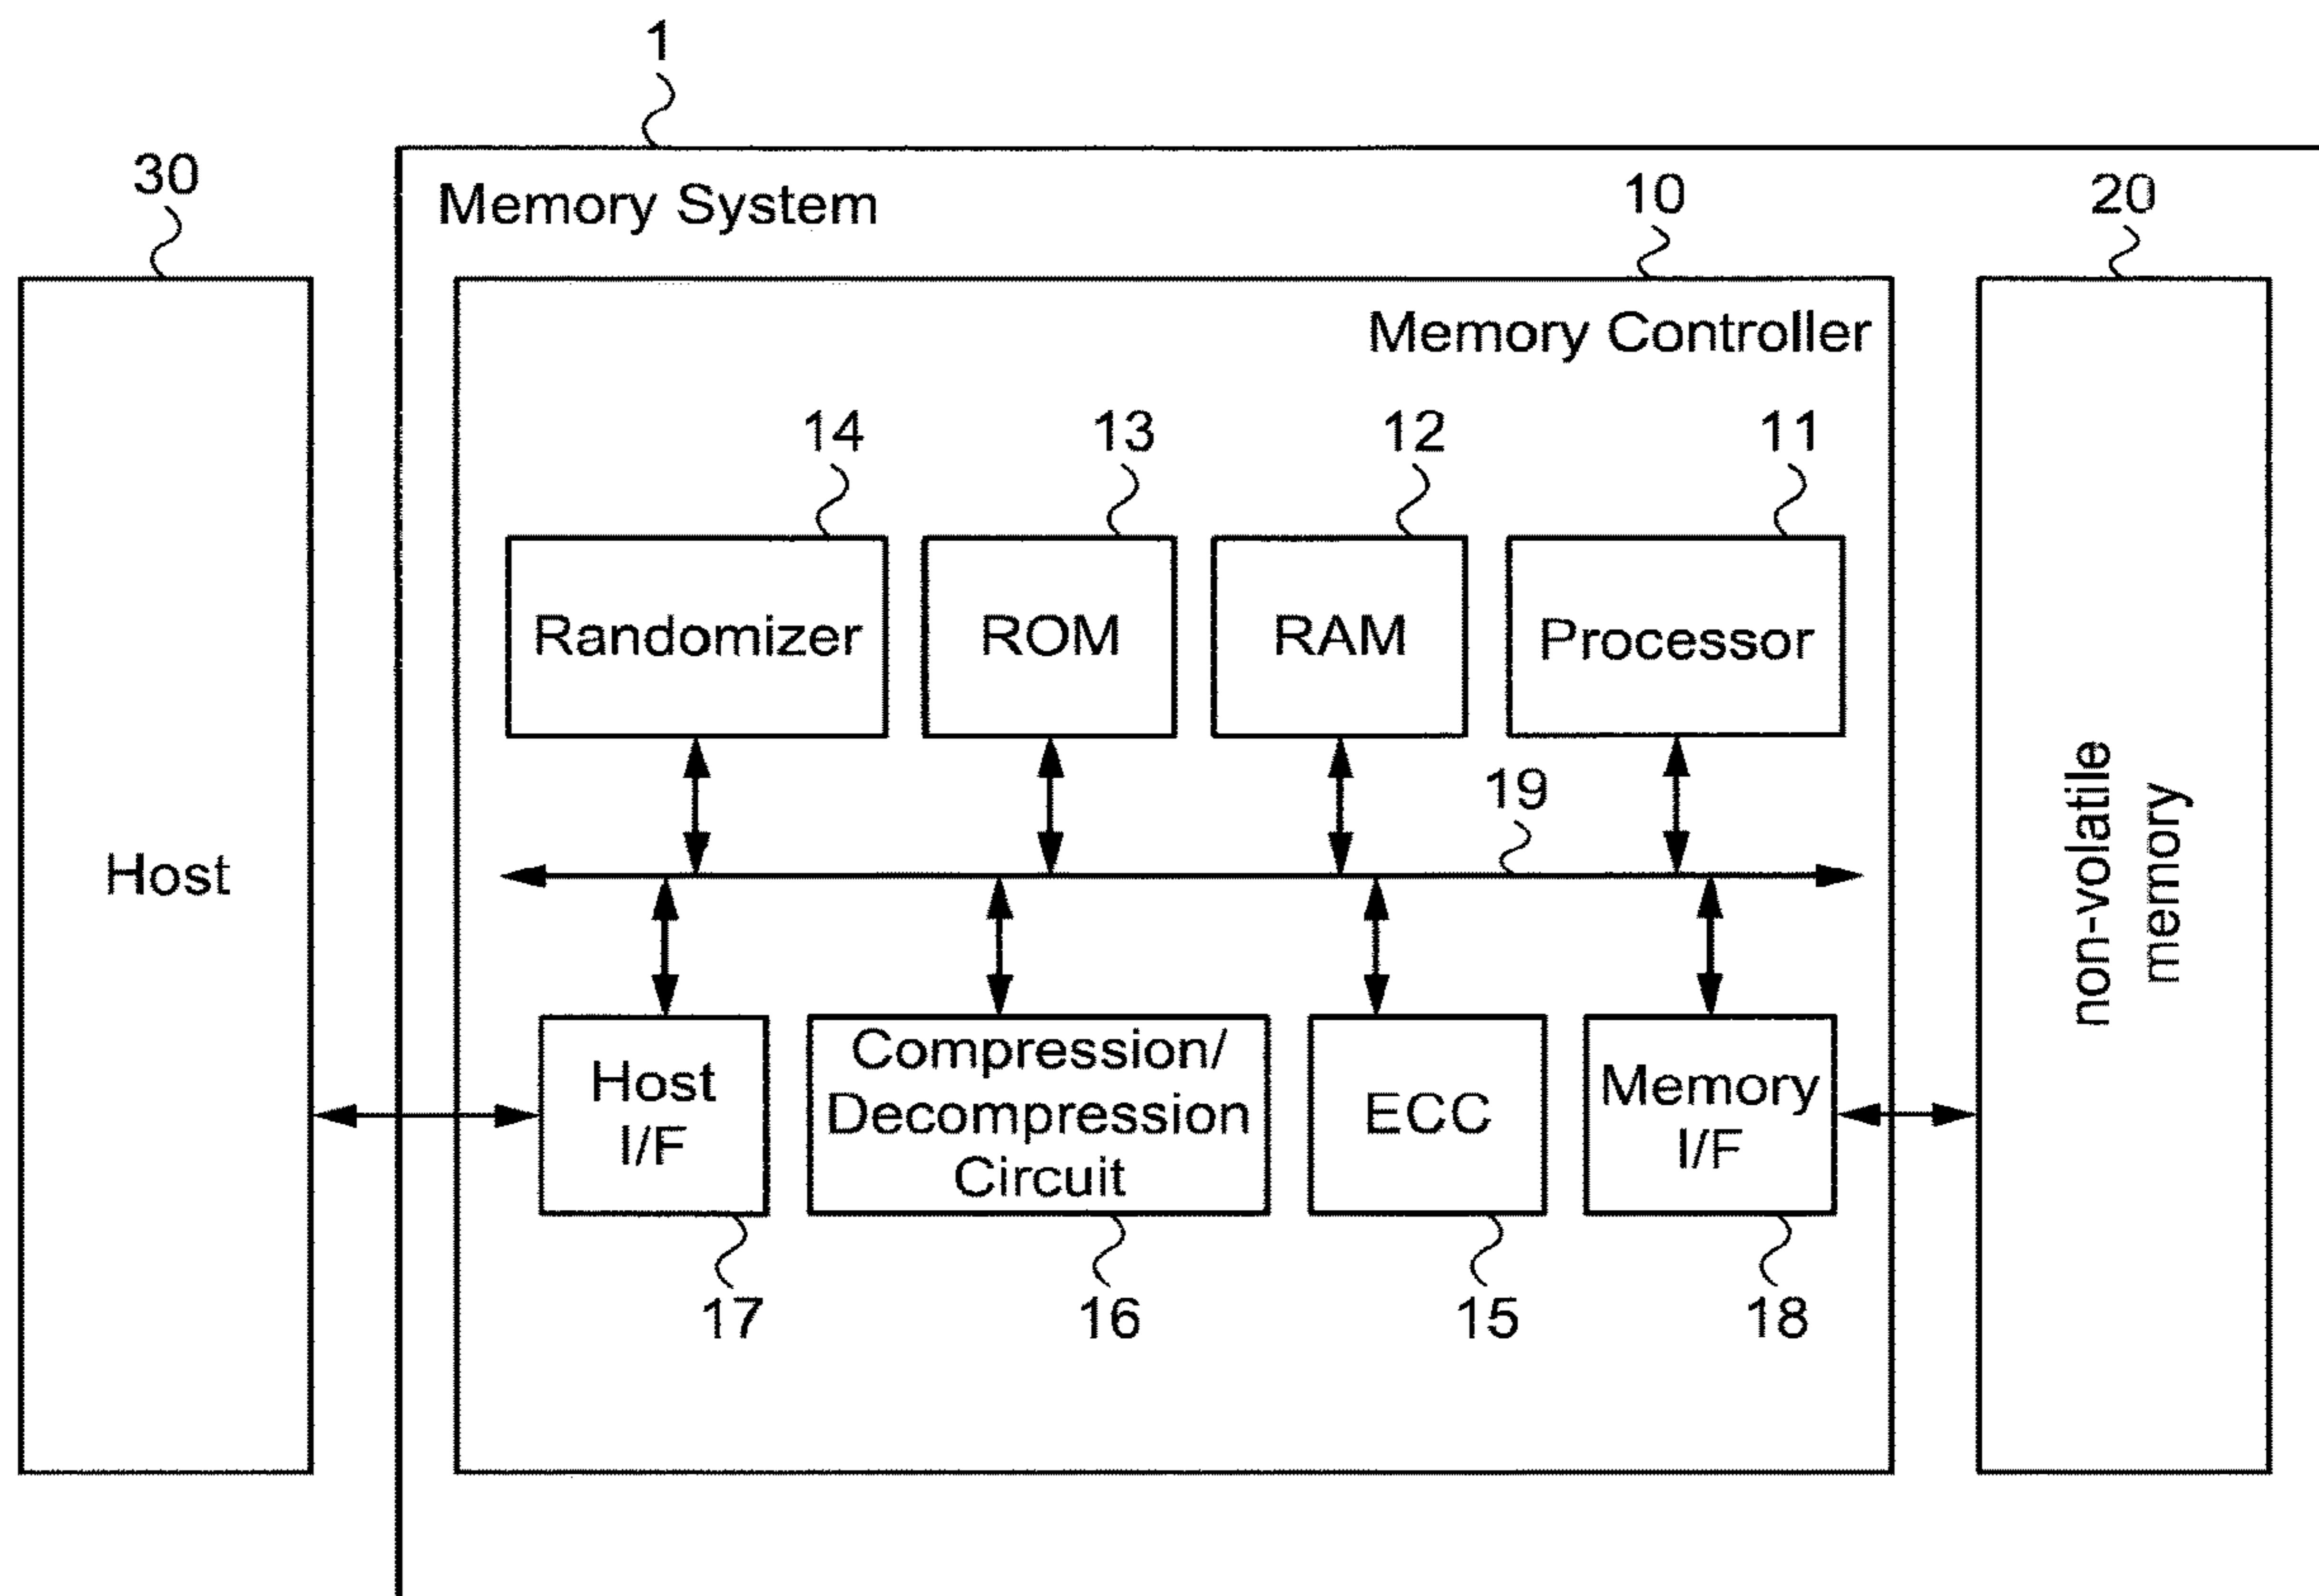 1
30
Memory System
10
20
Memory Controller
14
13
12
11
Randomizer
ROM
RAM
Processor
19
Host
non-volatile
memory
Host
I/F
Compression/
Decompression
Circuit
ECC
Memory
I/F
17
16
15
18